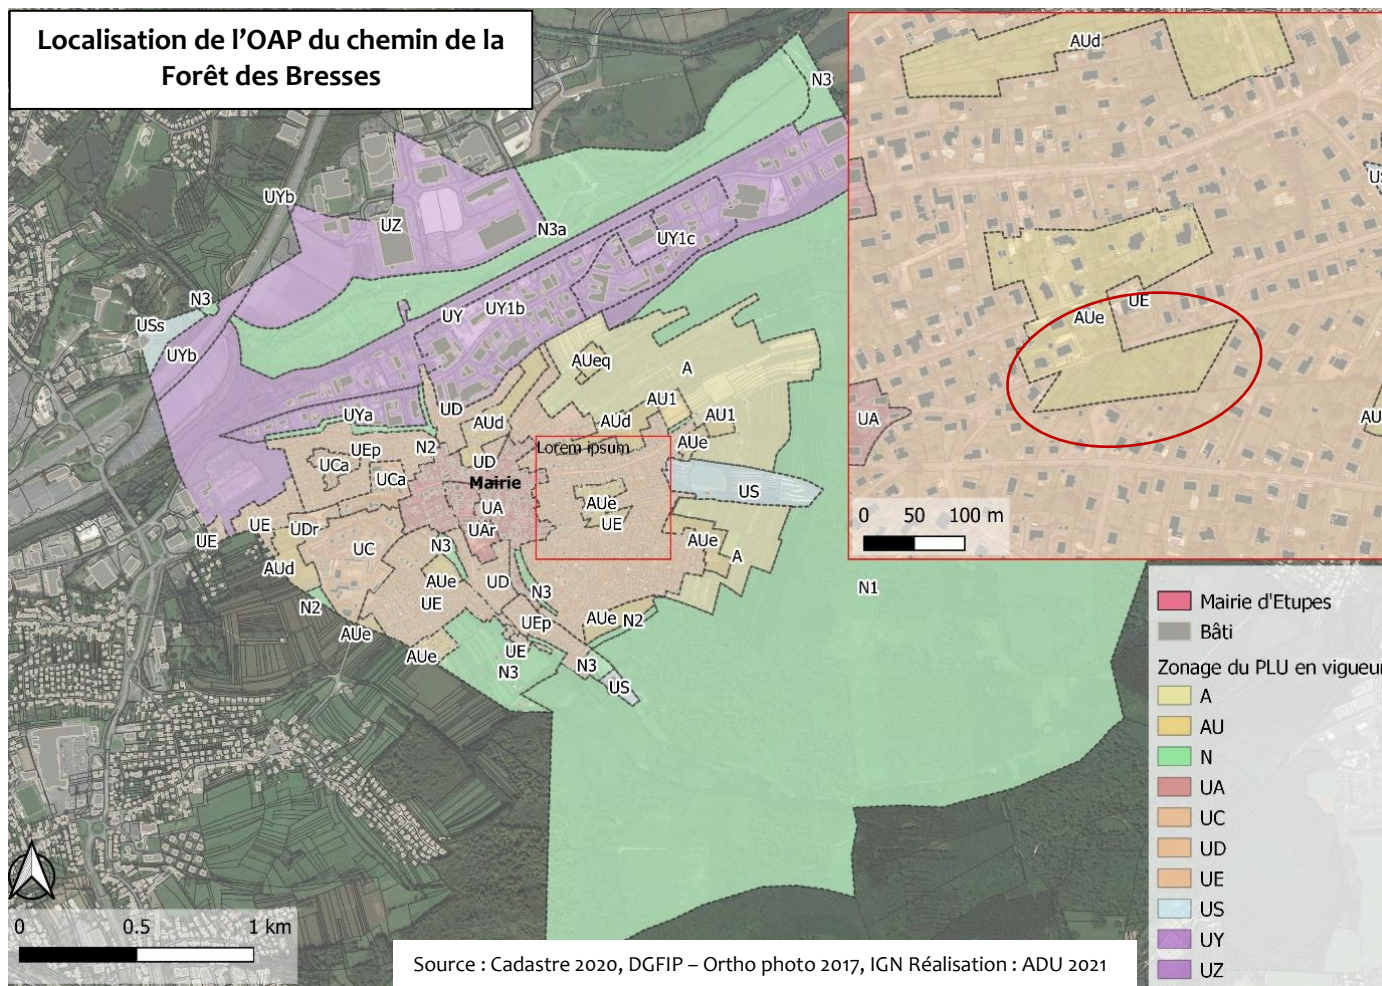 Localisation de l'OAP du chemin de la
Forêt des Bresses
N3
UYb
UZ
N3a
UY1c
N3
USs
UYb
UY
UY1b
AUeq
A
UYa
UD
AUd
AU1
AUd
AU1
UEp
N2
AUe
UCa
UCa
UD
Lorem ipsum
Mairie
US
AUe
UA
UE
UAr
UE
UE
UDr
UC
N3
AUe
A
AUd
AUe
UD
N3
N1
UE
N2
AUe
UEp
AUe
N2
UE
AUe
N3
N3
US
AUd
US
UE
AUe
UA
AU
0 50 100 m
Mairie d'Etupes
Bâti
Zonage du PLU en vigueur
A
AU
N
UA
UC
UD
UE
US
UY
UZ
0 0.5 1 km
Source : Cadastre 2020, DGFIP – Ortho photo 2017, IGN Réalisation : ADU 2021